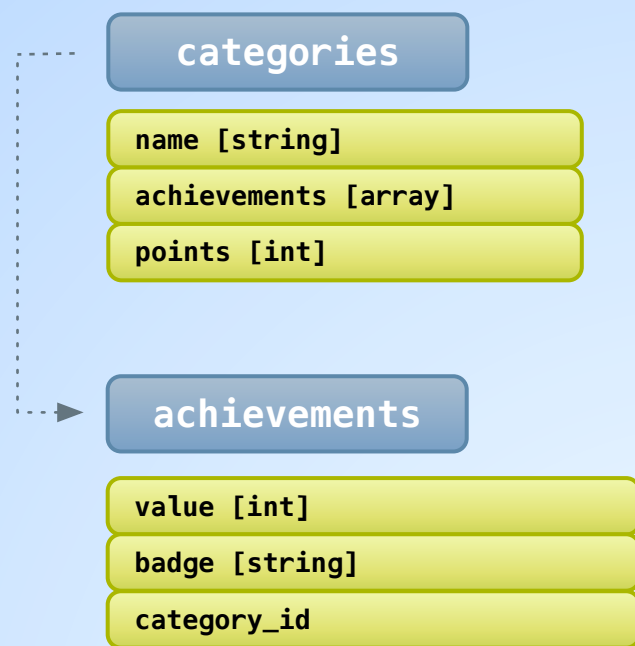 categories
name [string]
achievements [array]
points [int]
achievements
value [int]
badge [string]
category_id